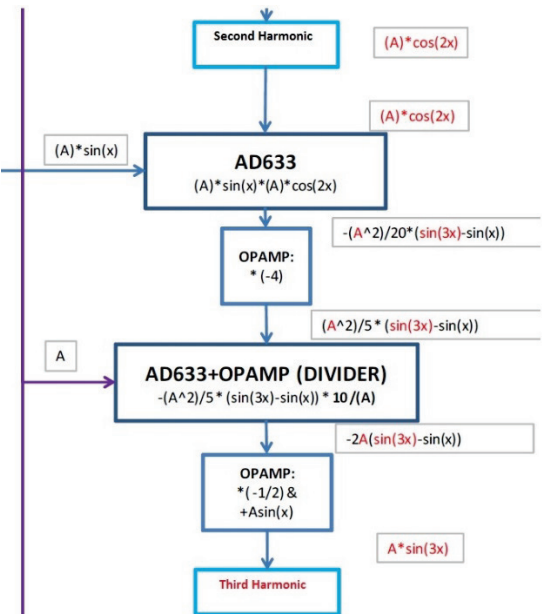 Second Harmonic
(A)*cos(2x)
(A)*cos(2x)
(A)*sin(x)
AD633
(A)*sin(x)*(A)*cos(2x)
-(A^2)/20*(sin(3x)-sin(x))
OPAMP:
*(-4)
(A^2)/5*(sin(3x)-sin(x))
A
AD633+OPAMP (DIVIDER)
-(A^2)/5*(sin(3x)-sin(x))*10/(A)
-2A(sin(3x)-sin(x))
OPAMP:
*(-1/2) &
+Asin(x)
A*sin(3x)
Third Harmonic